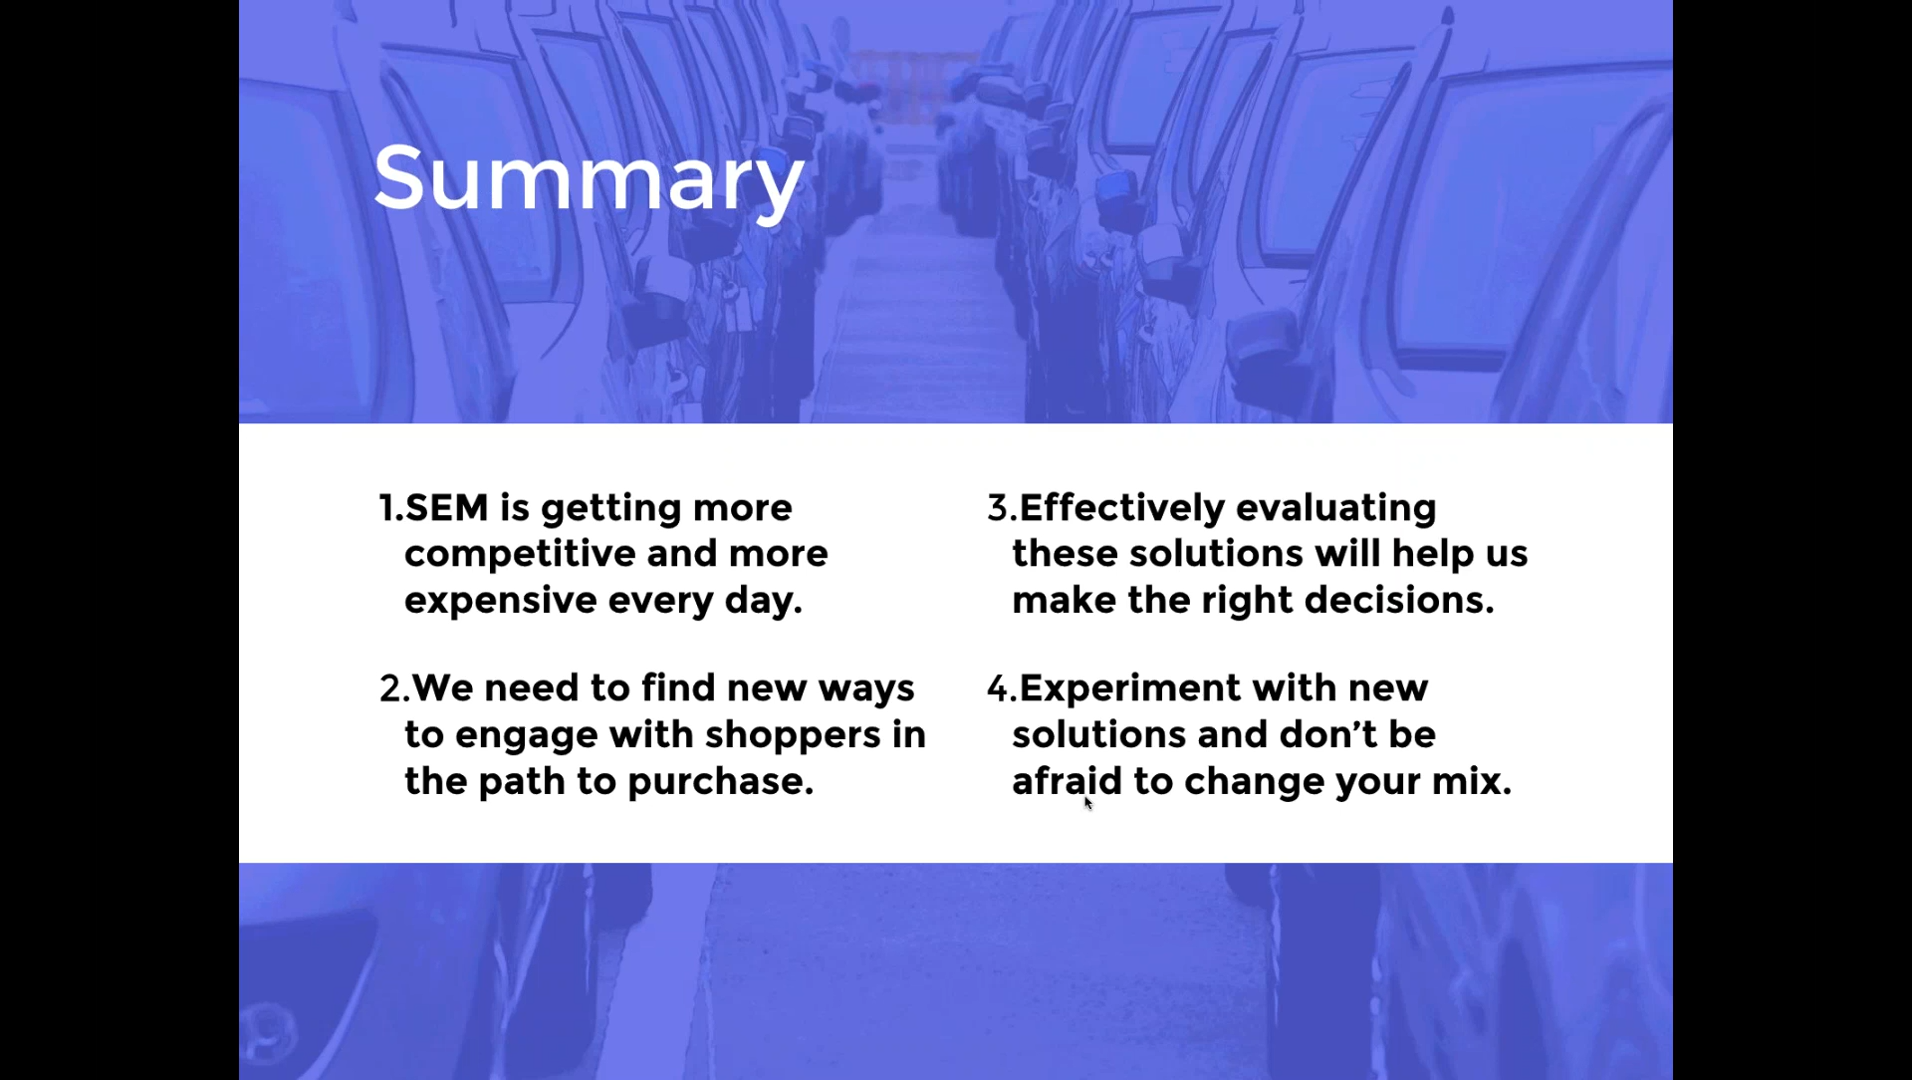 Summary
1.SEM is getting more
competitive and more
expensive every day.
2.We need to find new ways
to engage with shoppers in
the path to purchase.
3.Effectively evaluating
these solutions will help us
make the right decisions.
4.Experiment with new
solutions and don’t be
afraid to change your mix.